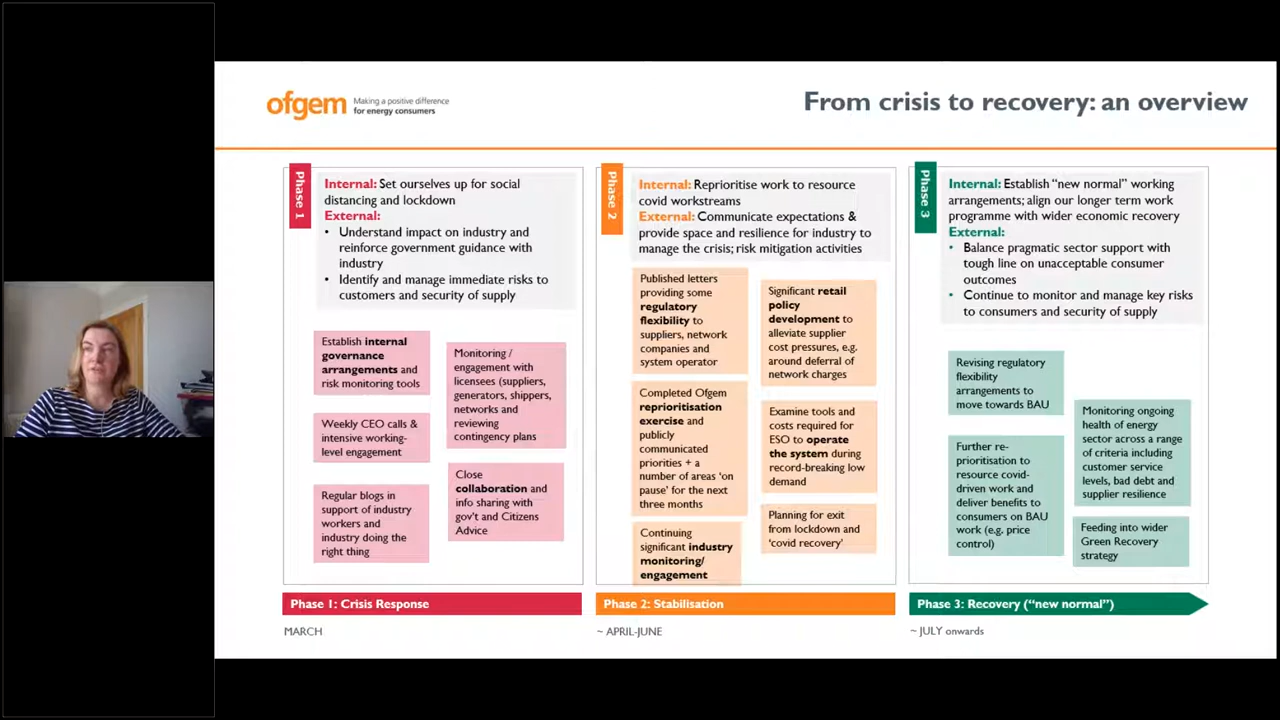 ofgem
Making a positive difference
for energy consumers
From crisis to recovery: an overview
Phase 1
Internal: Set ourselves up for social
distancing and lockdown
External:
• Understand impact on industry and
reinforce government guidance with
industry
• Identify and manage immediate risks to
customers and security of supply
Establish internal
governance
arrangements and
risk monitoring tools
Weekly CEO calls &
intensive working-
level engagement
Regular blogs in
support of industry
workers and
industry doing the
right thing
Monitoring /
engagement with
licensees (suppliers,
generators, shippers,
networks and
reviewing
contingency plans
Close
collaboration and
info sharing with
gov't and Citizens
Advice
Phase 1: Crisis Response
MARCH
Phase 2
Internal: Reprioritise work to resource
covid workstreams
External: Communicate expectations &
provide space and resilience for industry to
manage the crisis; risk mitigation activities
Published letters
providing some
regulatory
flexibility to
suppliers, network
companies and
system operator
Completed Ofgem
reprioritisation
exercise and
publicly
communicated
priorities + a
number of areas 'on
pause' for the next
three months
Continuing
significant industry
monitoring/
engagement
Significant retail
policy
development to
alleviate supplier
cost pressures, e.g.
around deferral of
network charges
Examine tools and
costs required for
ESO to operate
the system during
record-breaking low
demand
Planning for exit
from lockdown and
'covid recovery'
Phase 2: Stabilisation
~ APRIL-JUNE
Phase 3
Internal: Establish "new normal" working
arrangements; align our longer term work
programme with wider economic recovery
External:
• Balance pragmatic sector support with
tough line on unacceptable consumer
outcomes
• Continue to monitor and manage key risks
to consumers and security of supply
Revising regulatory
flexibility
arrangements to
move towards BAU
Further re-
prioritisation to
resource covid-
driven work and
deliver benefits to
consumers on BAU
work (e.g. price
control)
Monitoring ongoing
health of energy
sector across a range
of criteria including
customer service
levels, bad debt and
supplier resilience
Feeding into wider
Green Recovery
strategy
Phase 3: Recovery ("new normal")
~ JULY onwards